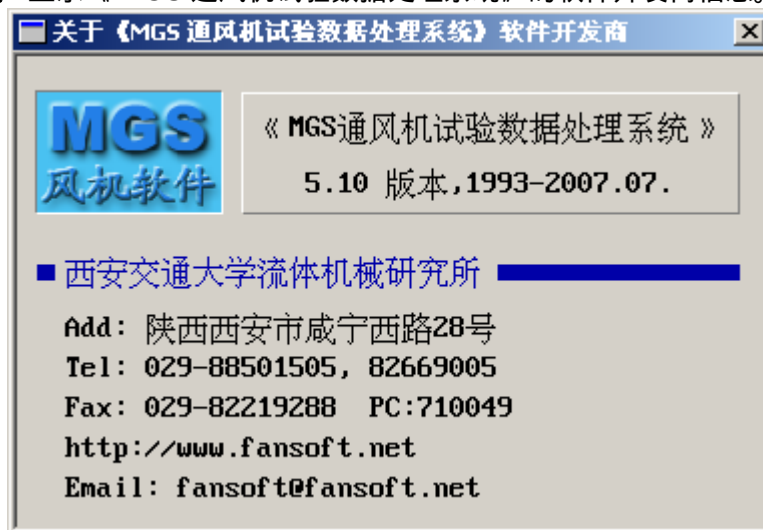 关于《MGS 通风机试验数据处理系统》软件开发商
MGS
风机软件
《 MGS通风机试验数据处理系统 》
5.10 版本,1993-2007.07.
西安交通大学流体机械研究所
Add: 陕西西安市咸宁西路28号
Tel: 029-88501505, 82669005
Fax: 029-82219288 PC:710049
http://www.fansoft.net
Email: fansoft@fansoft.net